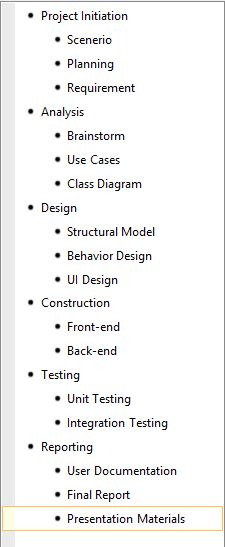 Project Initiation
Scenerio
Planning
Requirement
Analysis
Brainstorm
Use Cases
Class Diagram
Design
Structural Model
Behavior Design
UI Design
Construction
Front-end
Back-end
Testing
Unit Testing
Integration Testing
Reporting
User Documentation
Final Report
Presentation Materials